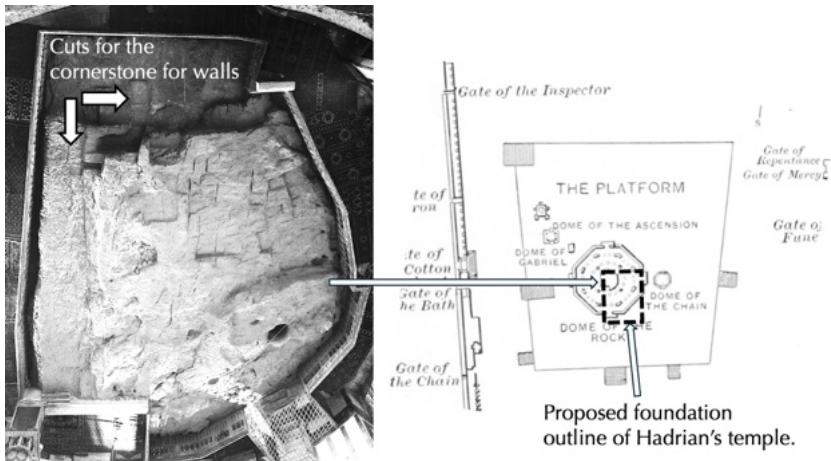 Cuts for the
cornerstone for walls
Gate of the Inspector
S
Gate of
Repentance
Gate of Mercy
THE PLATFORM
te of
ron
Gate of
Fune
DOME OF THE ASCENSION
DOME OF
GABRIEL
te of
Cotton
Gate of
he Bath
DOME OF
THE CHAIN
DOME OF THE
ROCK
Gate of
the Chain
Proposed foundation
outline of Hadrian's temple.